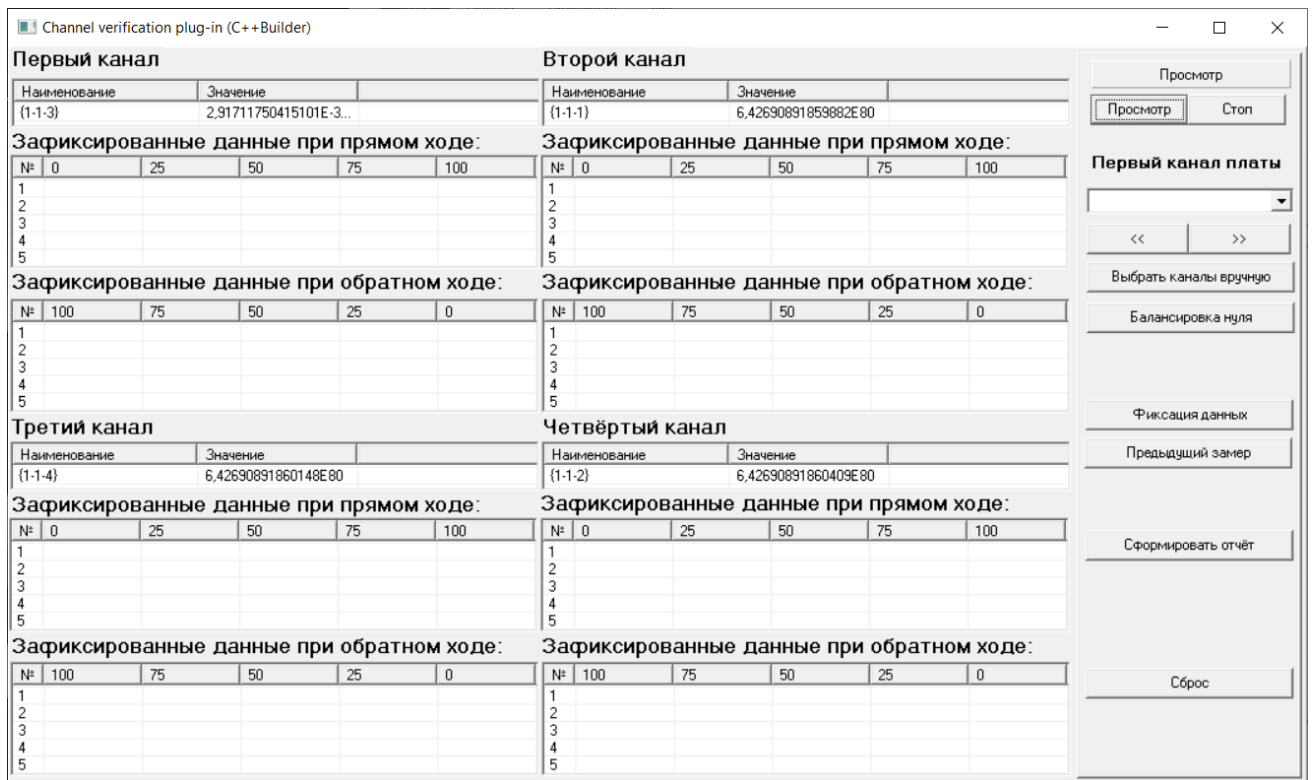 Channel verification plug-in (C++Builder)
Первый канал
Наименование Значение
{1-1-3} 2,91711750415101E-3...
Зафиксированные данные при прямом ходе:
№ 0 25 50 75 100
1
2
3
4
5
Зафиксированные данные при обратном ходе:
№ 100 75 50 25 0
1
2
3
4
5
Второй канал
Наименование Значение
{1-1-1} 6,42690891859882E80
Зафиксированные данные при прямом ходе:
№ 0 25 50 75 100
1
2
3
4
5
Зафиксированные данные при обратном ходе:
№ 100 75 50 25 0
1
2
3
4
5
Третий канал
Наименование Значение
{1-1-4} 6,42690891860148E80
Зафиксированные данные при прямом ходе:
№ 0 25 50 75 100
1
2
3
4
5
Зафиксированные данные при обратном ходе:
№ 100 75 50 25 0
1
2
3
4
5
Четвёртый канал
Наименование Значение
{1-1-2} 6,42690891860409E80
Зафиксированные данные при прямом ходе:
№ 0 25 50 75 100
1
2
3
4
5
Зафиксированные данные при обратном ходе:
№ 100 75 50 25 0
1
2
3
4
5
Просмотр
Просмотр Стоп
Первый канал платы
<< >>
Выбрать каналы вручную
Балансировка нуля
Фиксация данных
Предыдущий замер
Сформировать отчёт
Сброс